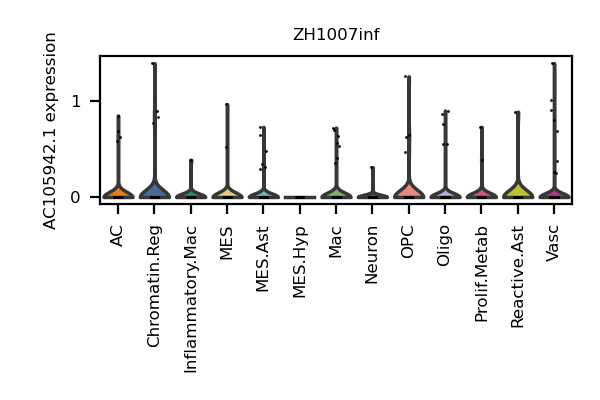 ZH1007inf
AC105942.1 expression
1
0
AC
Chromatin.Reg
Inflammatory.Mac
MES
MES.Ast
MES.Hyp
Mac
Neuron
OPC
Oligo
Prolif.Metab
Reactive.Ast
Vasc